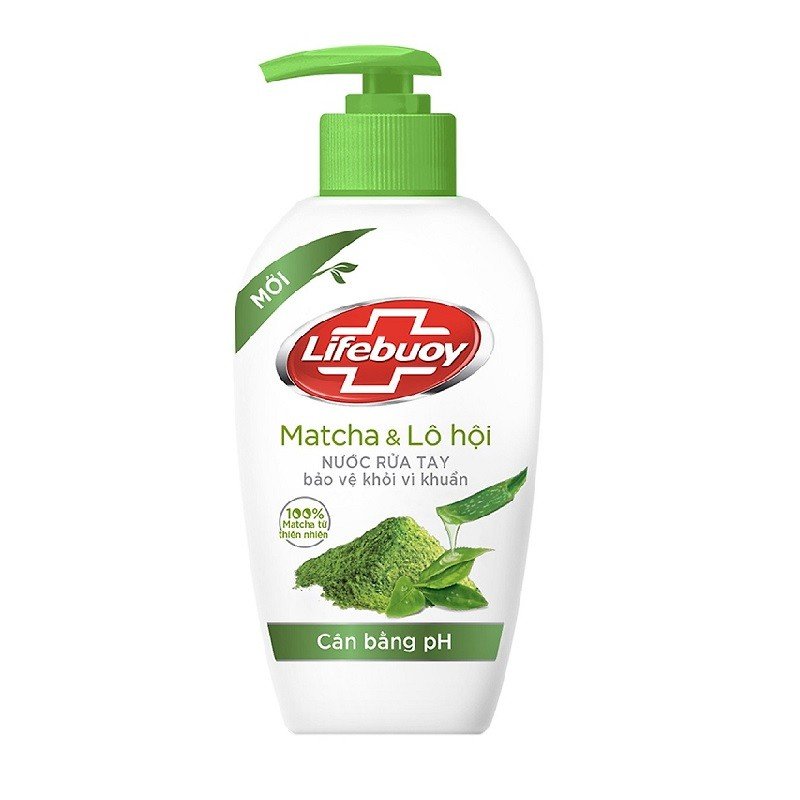 MỚI
Lifebuoy
Matcha & Lô hội
NƯỚC RỬA TAY
bảo vệ khỏi vi khuẩn
100%
Matcha từ
thiên nhiên
Cân bằng pH